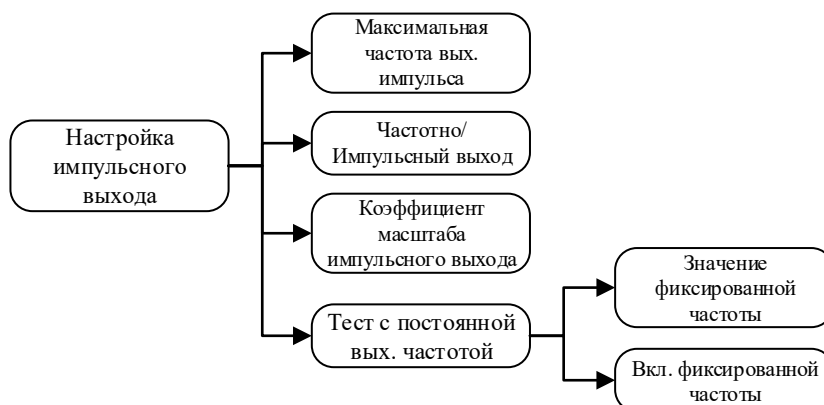 Максимальная
частота вых.
импульса
Настройка
импульсного
выхода
Частотно/
Импульсный выход
Коэффициент
масштаба
импульсного выхода
Тест с постоянной
вых. частотой
Значение
фиксированной
частоты
Вкл. фиксированной
частоты